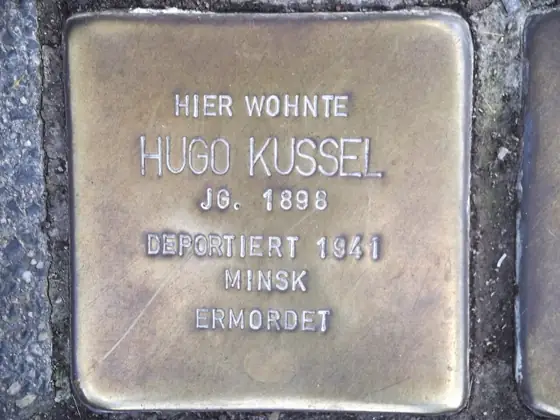 HIER WOHNTE
HUGO KUSSEL
JG. 1898
DEPORTIERT 1941
MINSK
ERMORDET